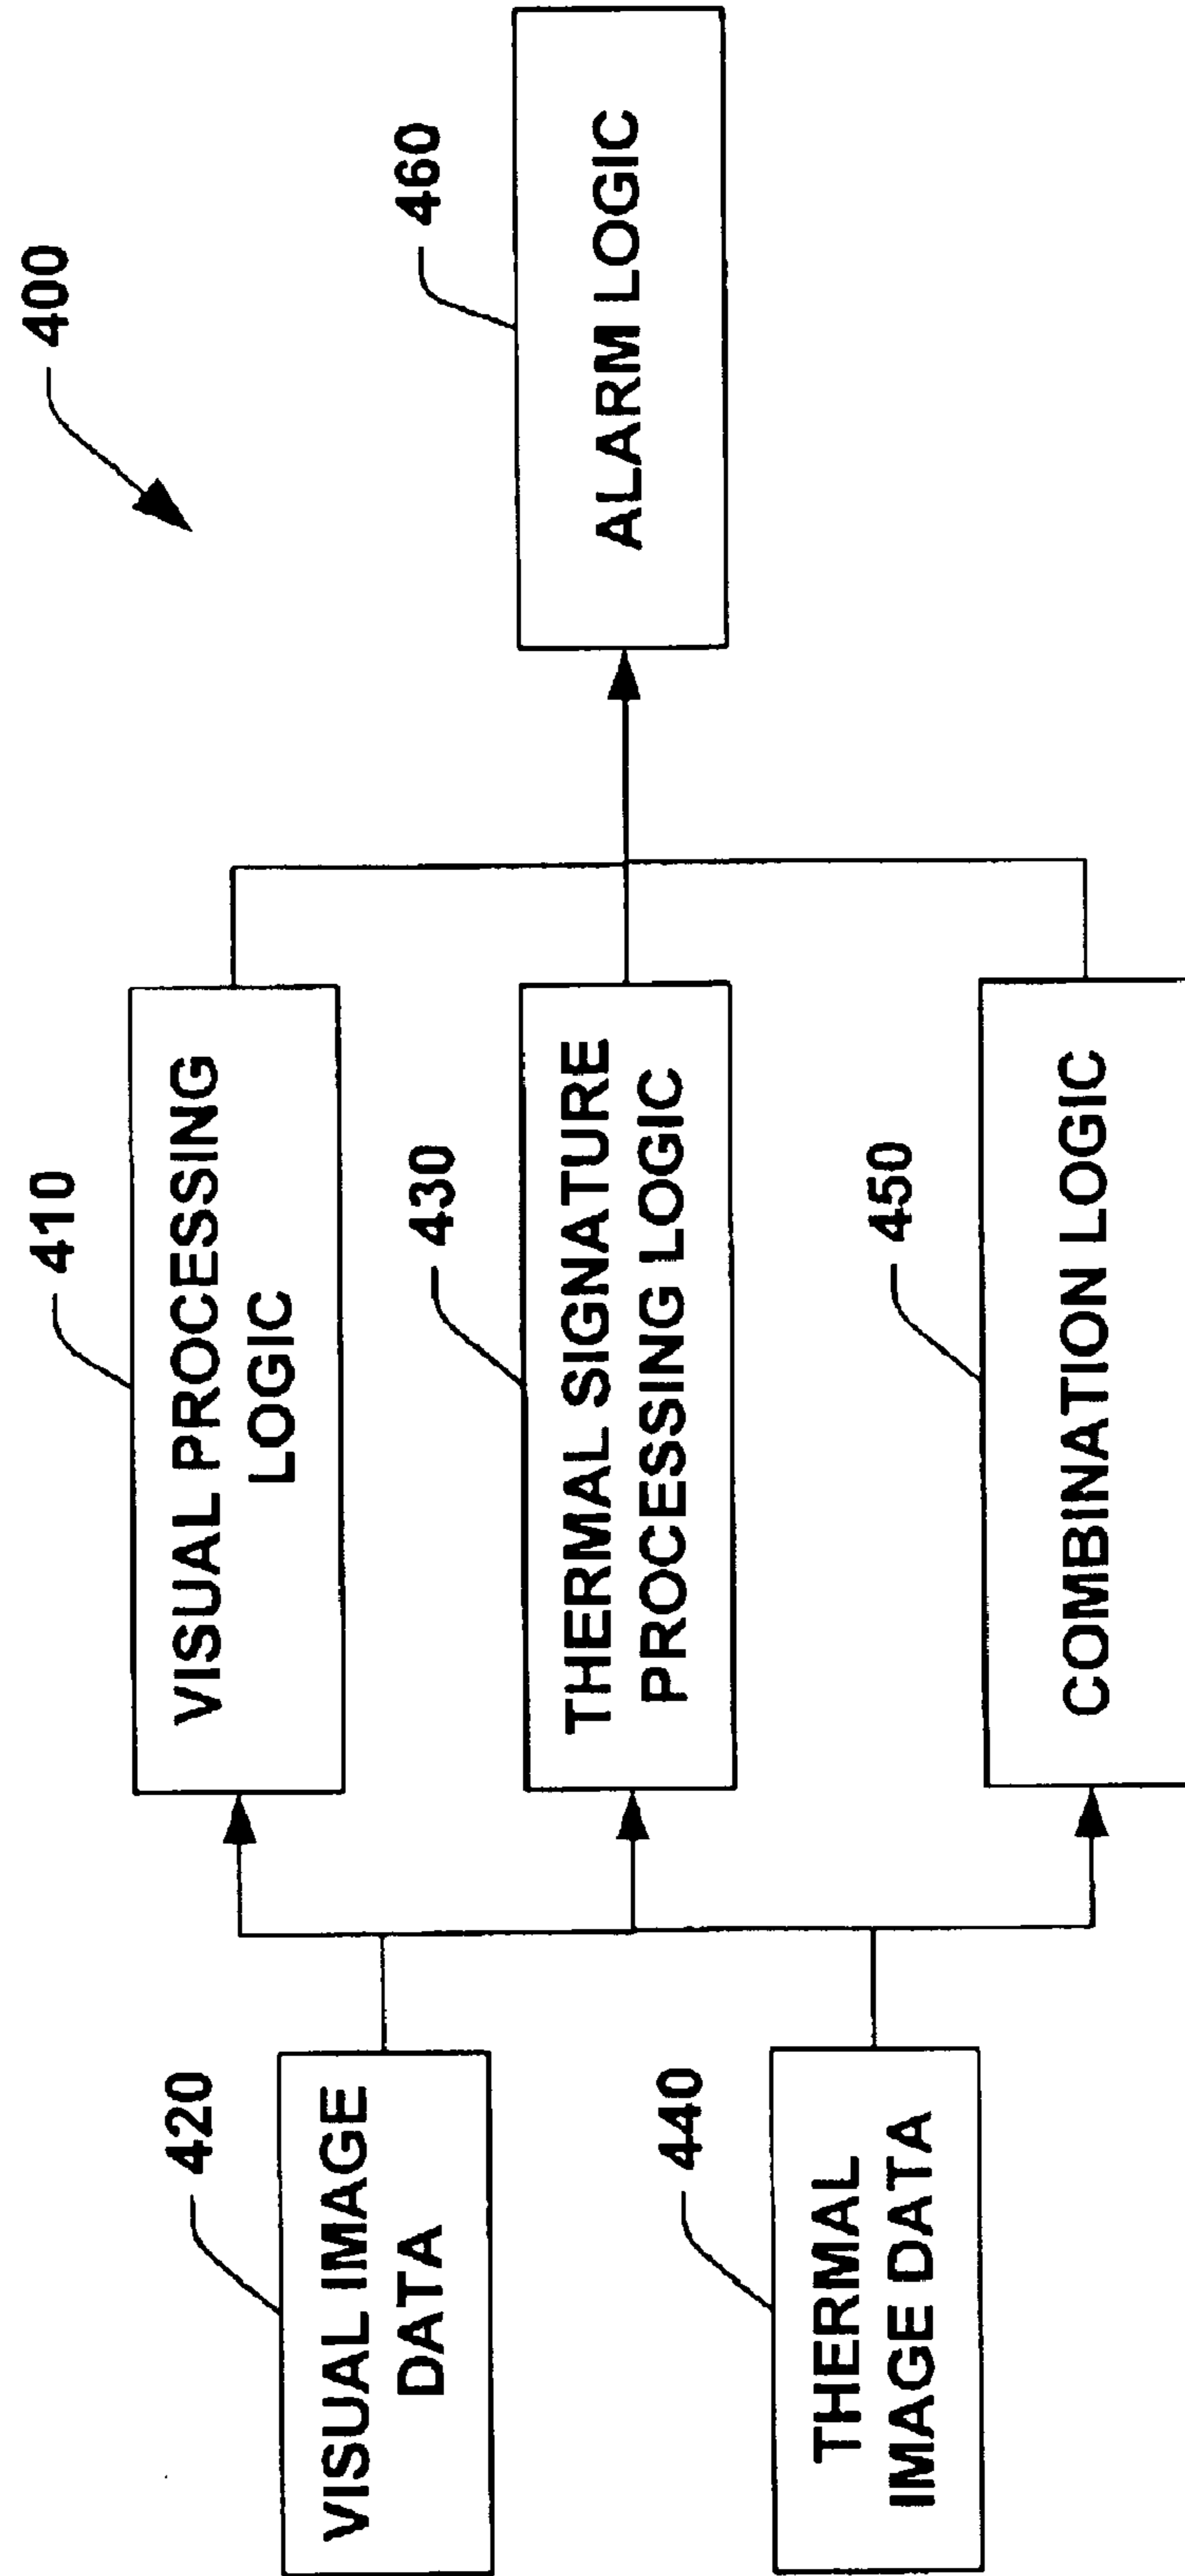 400
420
VISUAL IMAGE
DATA
440
THERMAL
IMAGE DATA
410
VISUAL PROCESSING
LOGIC
430
THERMAL SIGNATURE
PROCESSING LOGIC
450
COMBINATION LOGIC
460
ALARM LOGIC